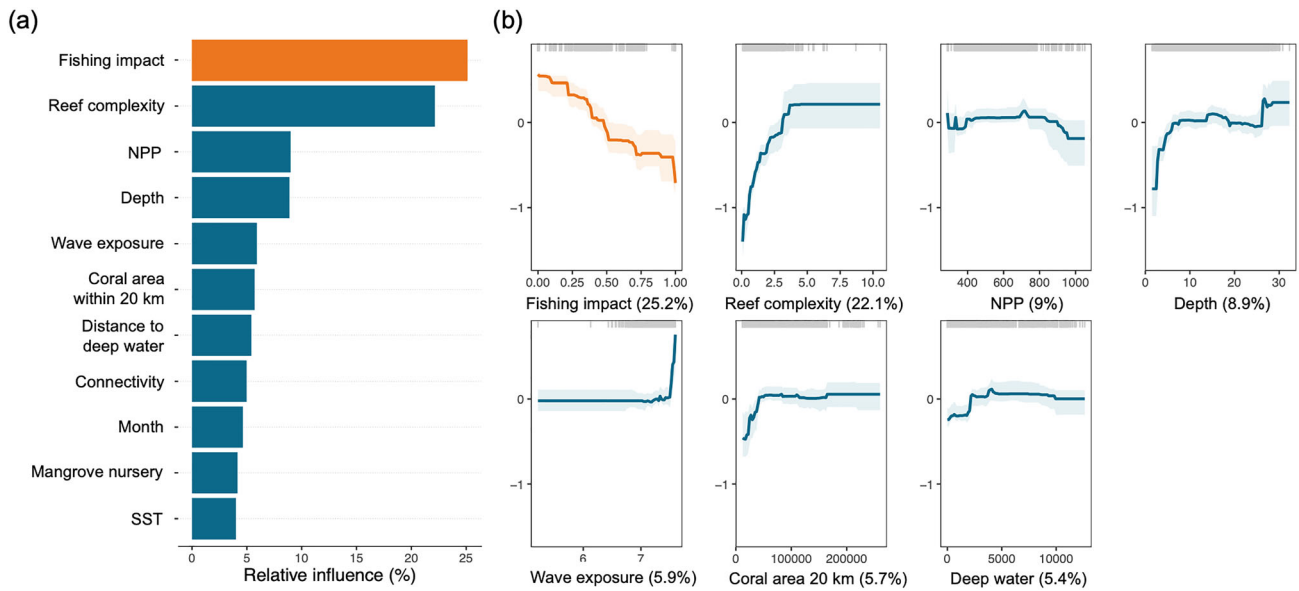 (a)
Fishing impact
Reef complexity
NPP
Depth
Wave exposure
Coral area
within 20 km
Distance to
deep water
Connectivity
Month
Mangrove nursery
SST
0 5 10 15 20 25
Relative influence (%)
(b)
0
−1
0.00 0.25 0.50 0.75 1.00
Fishing impact (25.2%)
0
−1
0.0 2.5 5.0 7.5 10.0
Reef complexity (22.1%)
0
−1
400 600 800 1000
NPP (9%)
0
−1
0 10 20 30
Depth (8.9%)
0
−1
6 7
Wave exposure (5.9%)
0
−1
0 100000 200000
Coral area 20 km (5.7%)
0
−1
0 5000 10000
Deep water (5.4%)